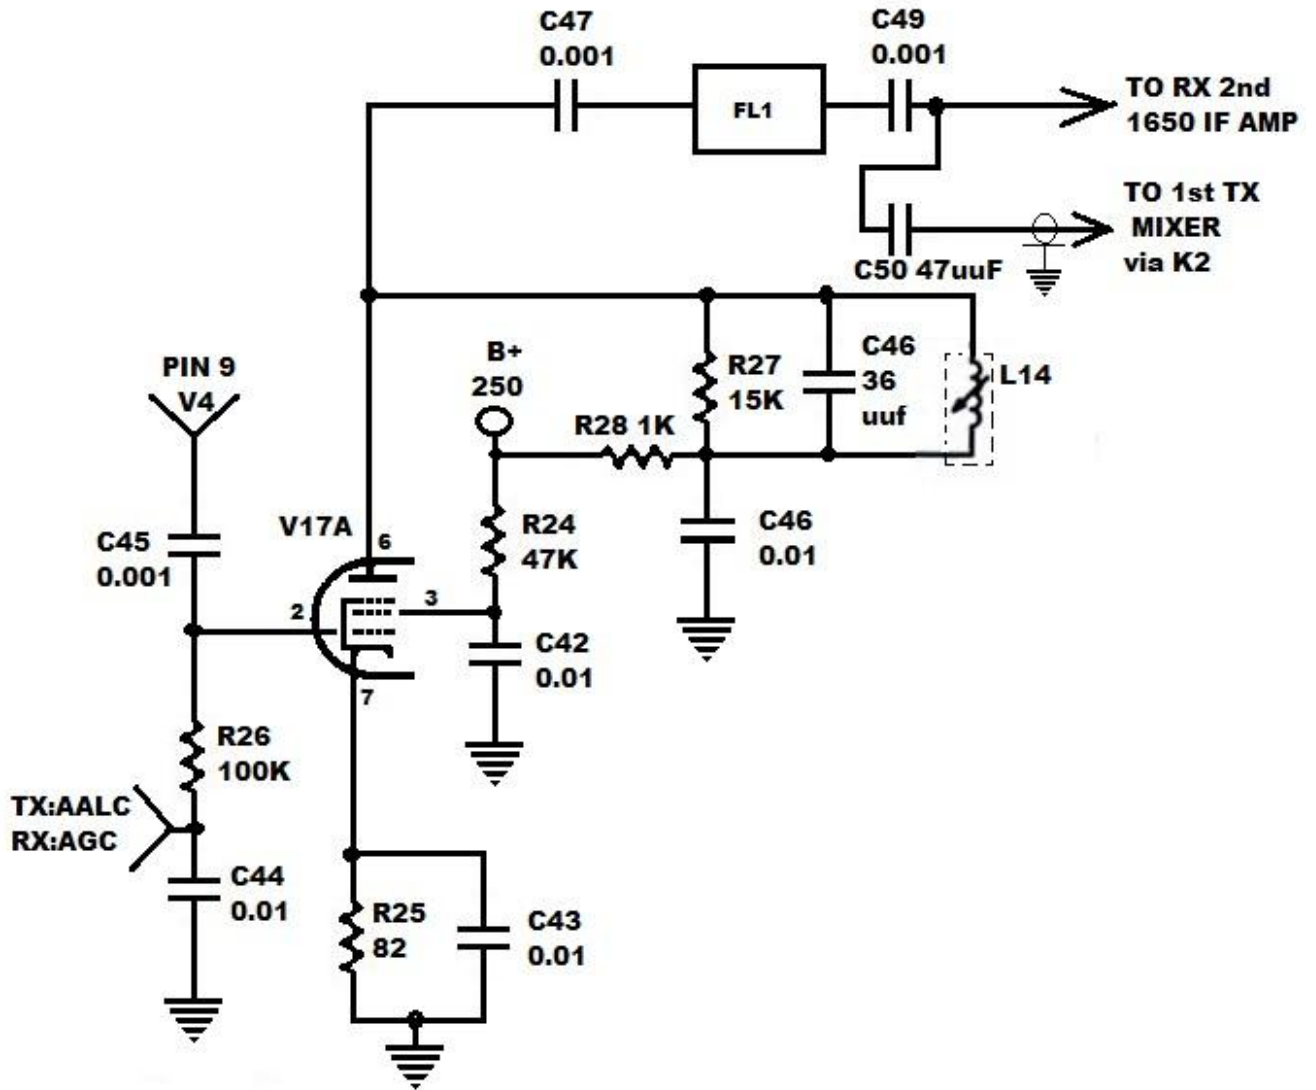 C47
0.001
C49
0.001
FL1
TO RX 2nd
1650 IF AMP
TO 1st TX
MIXER
via K2
C50 47uuF
PIN 9
V4
B+
250
R28 1K
R27
15K
C46
36
uuf
L14
C45
0.001
V17A
6
2
3
7
R24
47K
C46
0.01
C42
0.01
R26
100K
TX:AALC
RX:AGC
C44
0.01
R25
82
C43
0.01